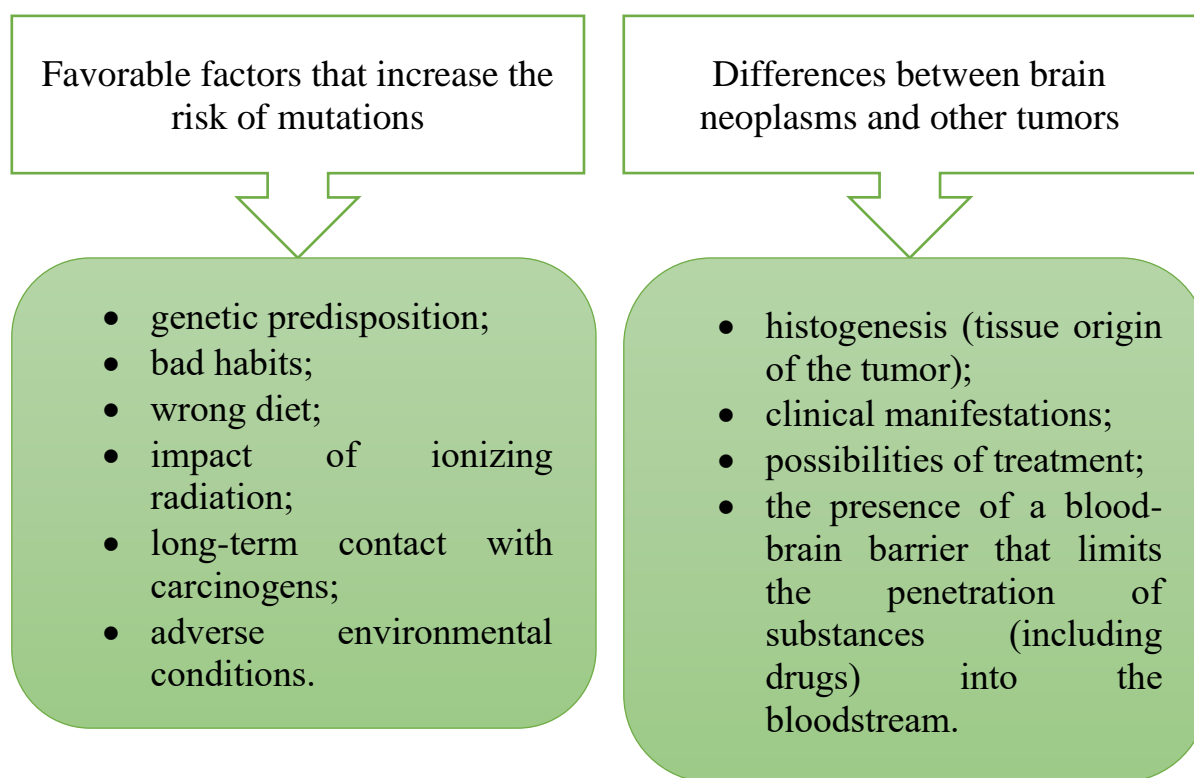 Favorable factors that increase the
risk of mutations
• genetic predisposition;
• bad habits;
• wrong diet;
• impact of ionizing
radiation;
• long-term contact with
carcinogens;
• adverse environmental
conditions.
Differences between brain
neoplasms and other tumors
• histogenesis (tissue origin
of the tumor);
• clinical manifestations;
• possibilities of treatment;
• the presence of a blood-
brain barrier that limits
the penetration of
substances (including
drugs) into the
bloodstream.